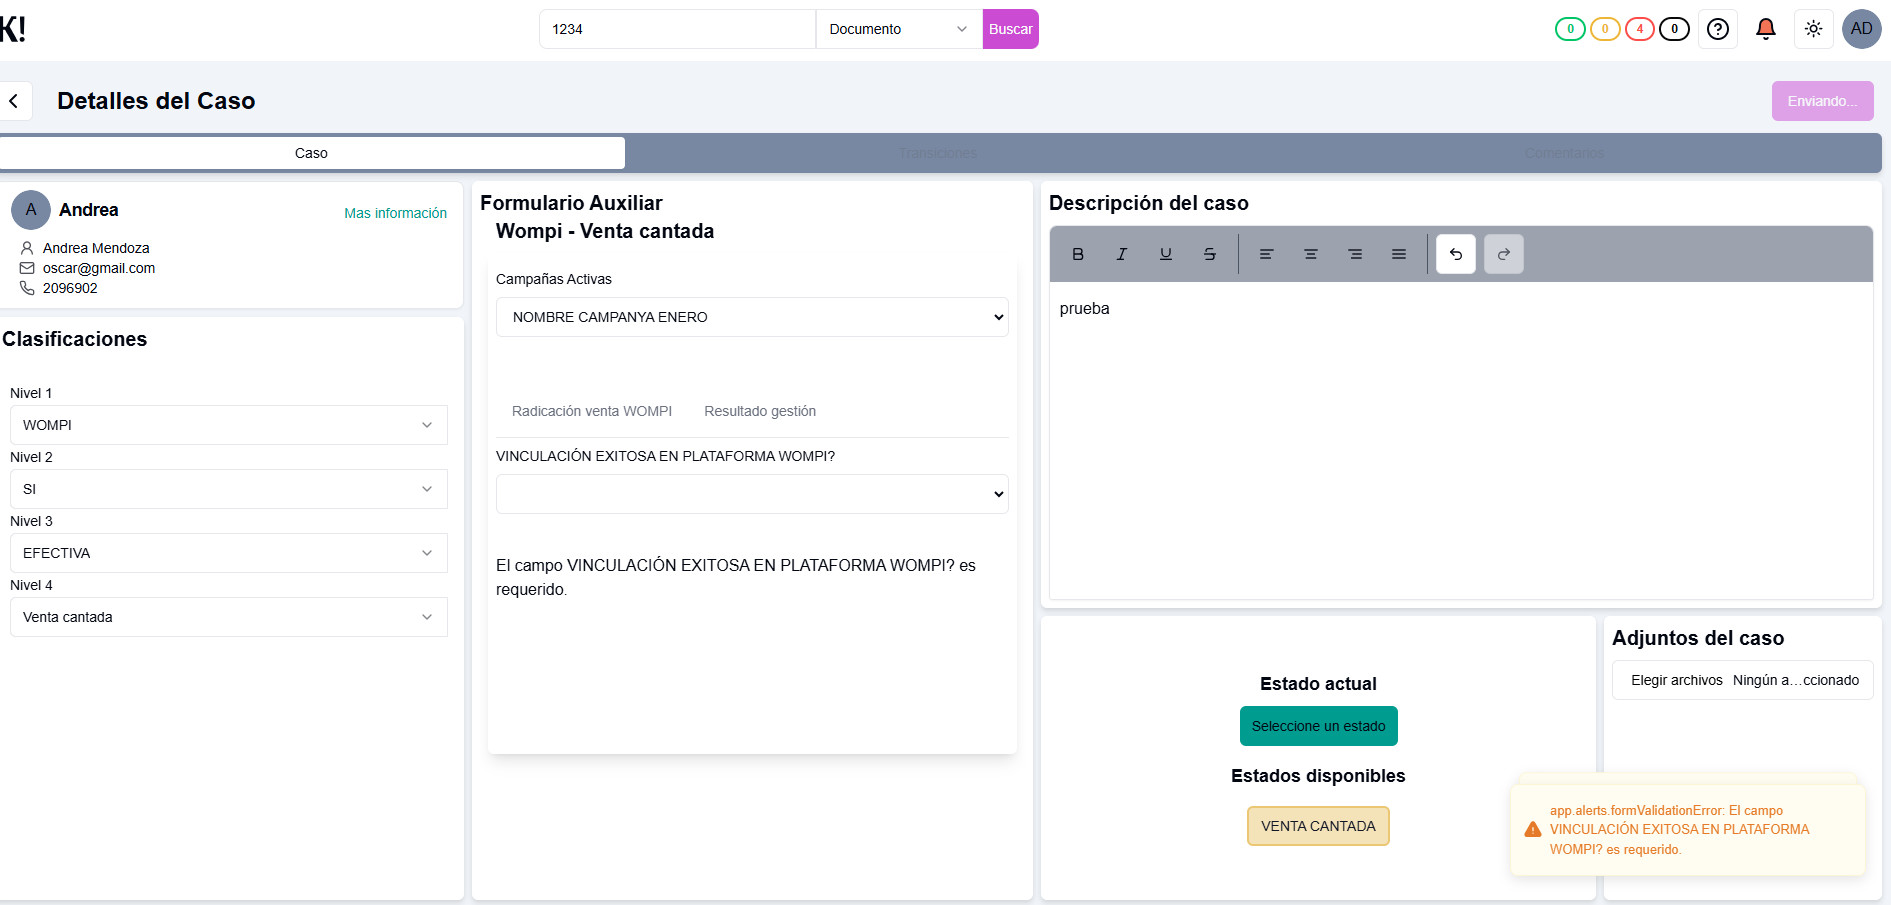 K!
1234
Documento
Buscar
0
0
4
0
AD
Detalles del Caso
Enviando...
Caso
Transiciones
Comentarios
A
Andrea
Mas información
Andrea Mendoza
oscar@gmail.com
2096902
Clasificaciones
Nivel 1
WOMPI
Nivel 2
SI
Nivel 3
EFECTIVA
Nivel 4
Venta cantada
Formulario Auxiliar
Wompi - Venta cantada
Campañas Activas
NOMBRE CAMPANYA ENERO
Radicación venta WOMPI
Resultado gestión
VINCULACIÓN EXITOSA EN PLATAFORMA WOMPI?
El campo VINCULACIÓN EXITOSA EN PLATAFORMA WOMPI? es
requerido.
Descripción del caso
B I U S
prueba
Estado actual
Seleccione un estado
Estados disponibles
VENTA CANTADA
Adjuntos del caso
Elegir archivos Ningún a...ccionado
app.alerts.formValidationError: El campo
VINCULACIÓN EXITOSA EN PLATAFORMA
WOMPI? es requerido.